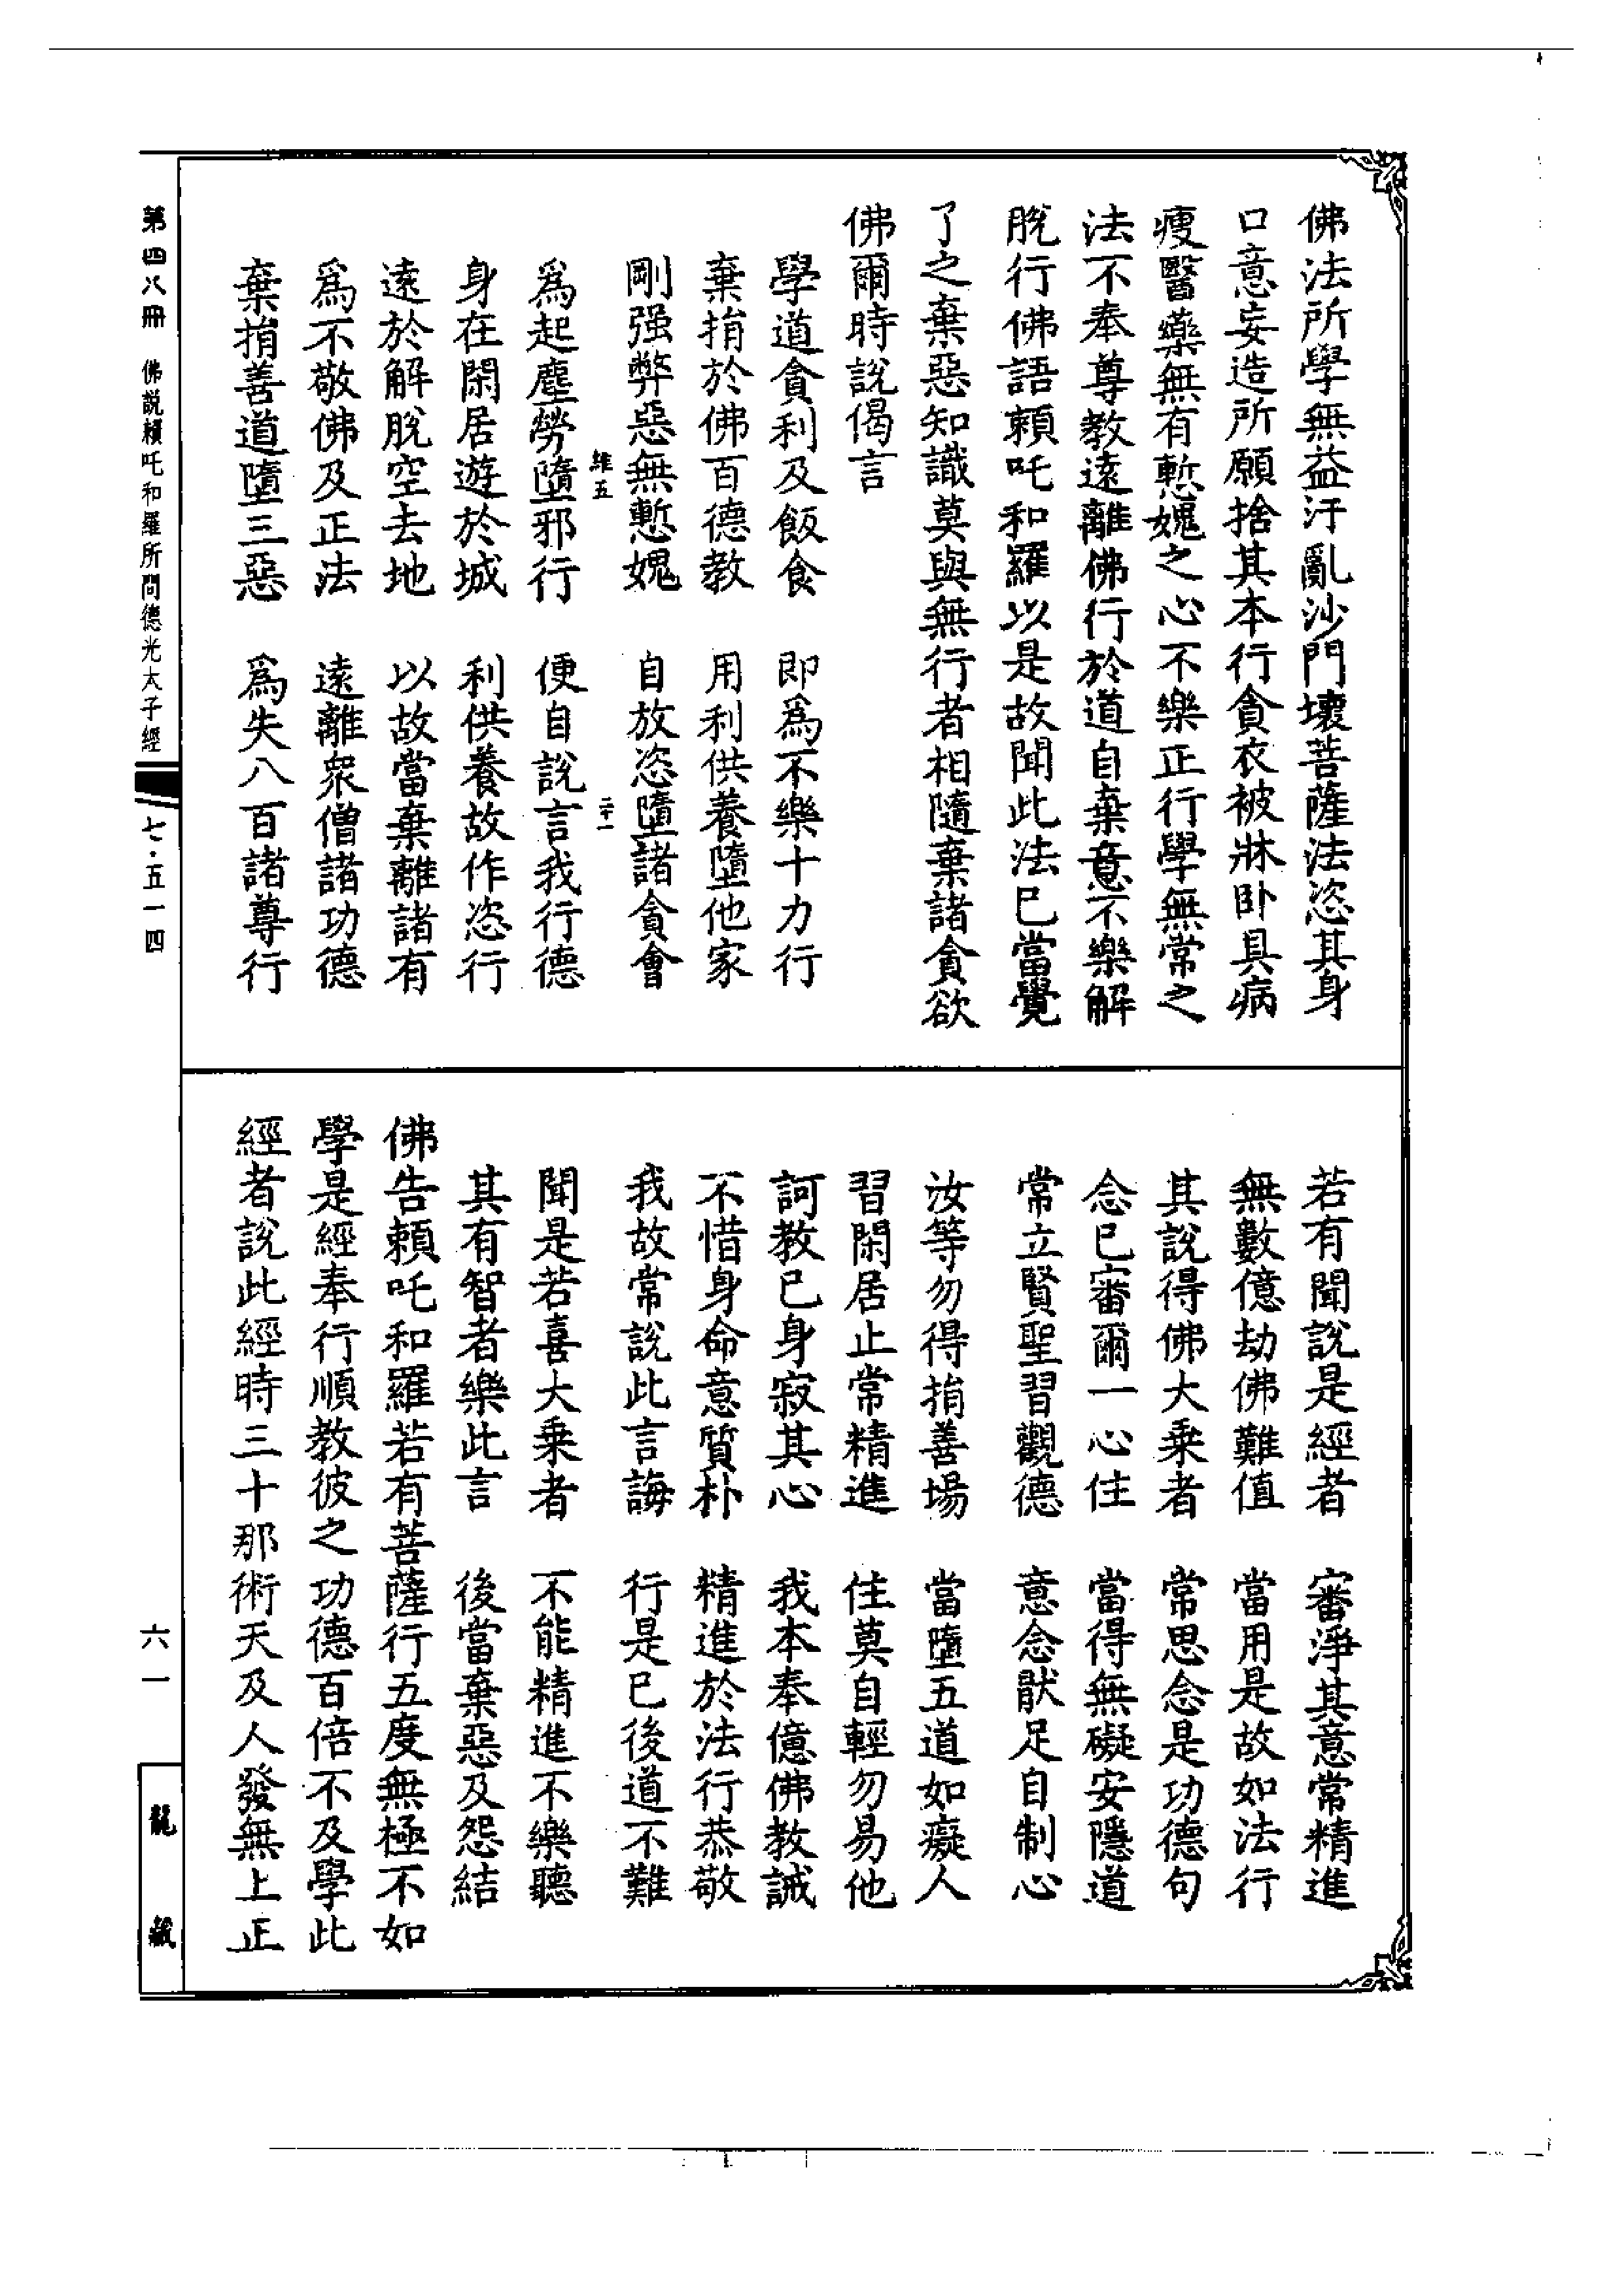 佛法所學無益汙亂沙門壞菩薩法恣其身
口意妄造所願捨其本行貪衣被牀卧具病
瘦醫藥無有慙媿之心不樂正行學無常之
法不奉尊教遠離佛行於道自棄意不樂解
脫行佛語賴吒和羅以是故聞此法已當覺
了之棄惡知識莫與無行者相隨棄諸貪欲
佛爾時說偈言
學道貪利及飯食　即爲不樂十力行
棄捐於佛百德教　用利供養墮他家
剛强弊惡無慙媿　自放恣墮諸貪會
維五　二十一
爲起塵勞墮邪行　便自說言我行德
身在閑居遊於城　利供養故作恣行
遠於解脫空去地　以故當棄離諸有
爲不敬佛及正法　遠離衆僧諸功德
棄捐善道墮三惡　爲失八百諸尊行
若有聞說是經者　審淨其意常精進
無數億劫佛難值　當用是故如法行
其說得佛大乘者　常思念是功德句
念已審爾一心住　當得無礙安隱道
常立賢聖習觀德　意念猒足自制心
汝等勿得捐善場　當墮五道如癡人
習閑居止常精進　住莫自輕勿易他
訶教已身寂其心　我本奉億佛教誡
不惜身命意質朴　精進於法行恭敬
我故常說此言誨　行是已後道不難
聞是若喜大乘者　不能精進不樂聽
其有智者樂此言　後當棄惡及怨結
佛告賴吒和羅若有菩薩行五度無極不如
學是經奉行順教彼之功德百倍不及學此
經者說此經時三十那術天及人發無上正
第四八冊　佛説賴吒和羅所問德光太子經　七·五一四
六一
龍藏